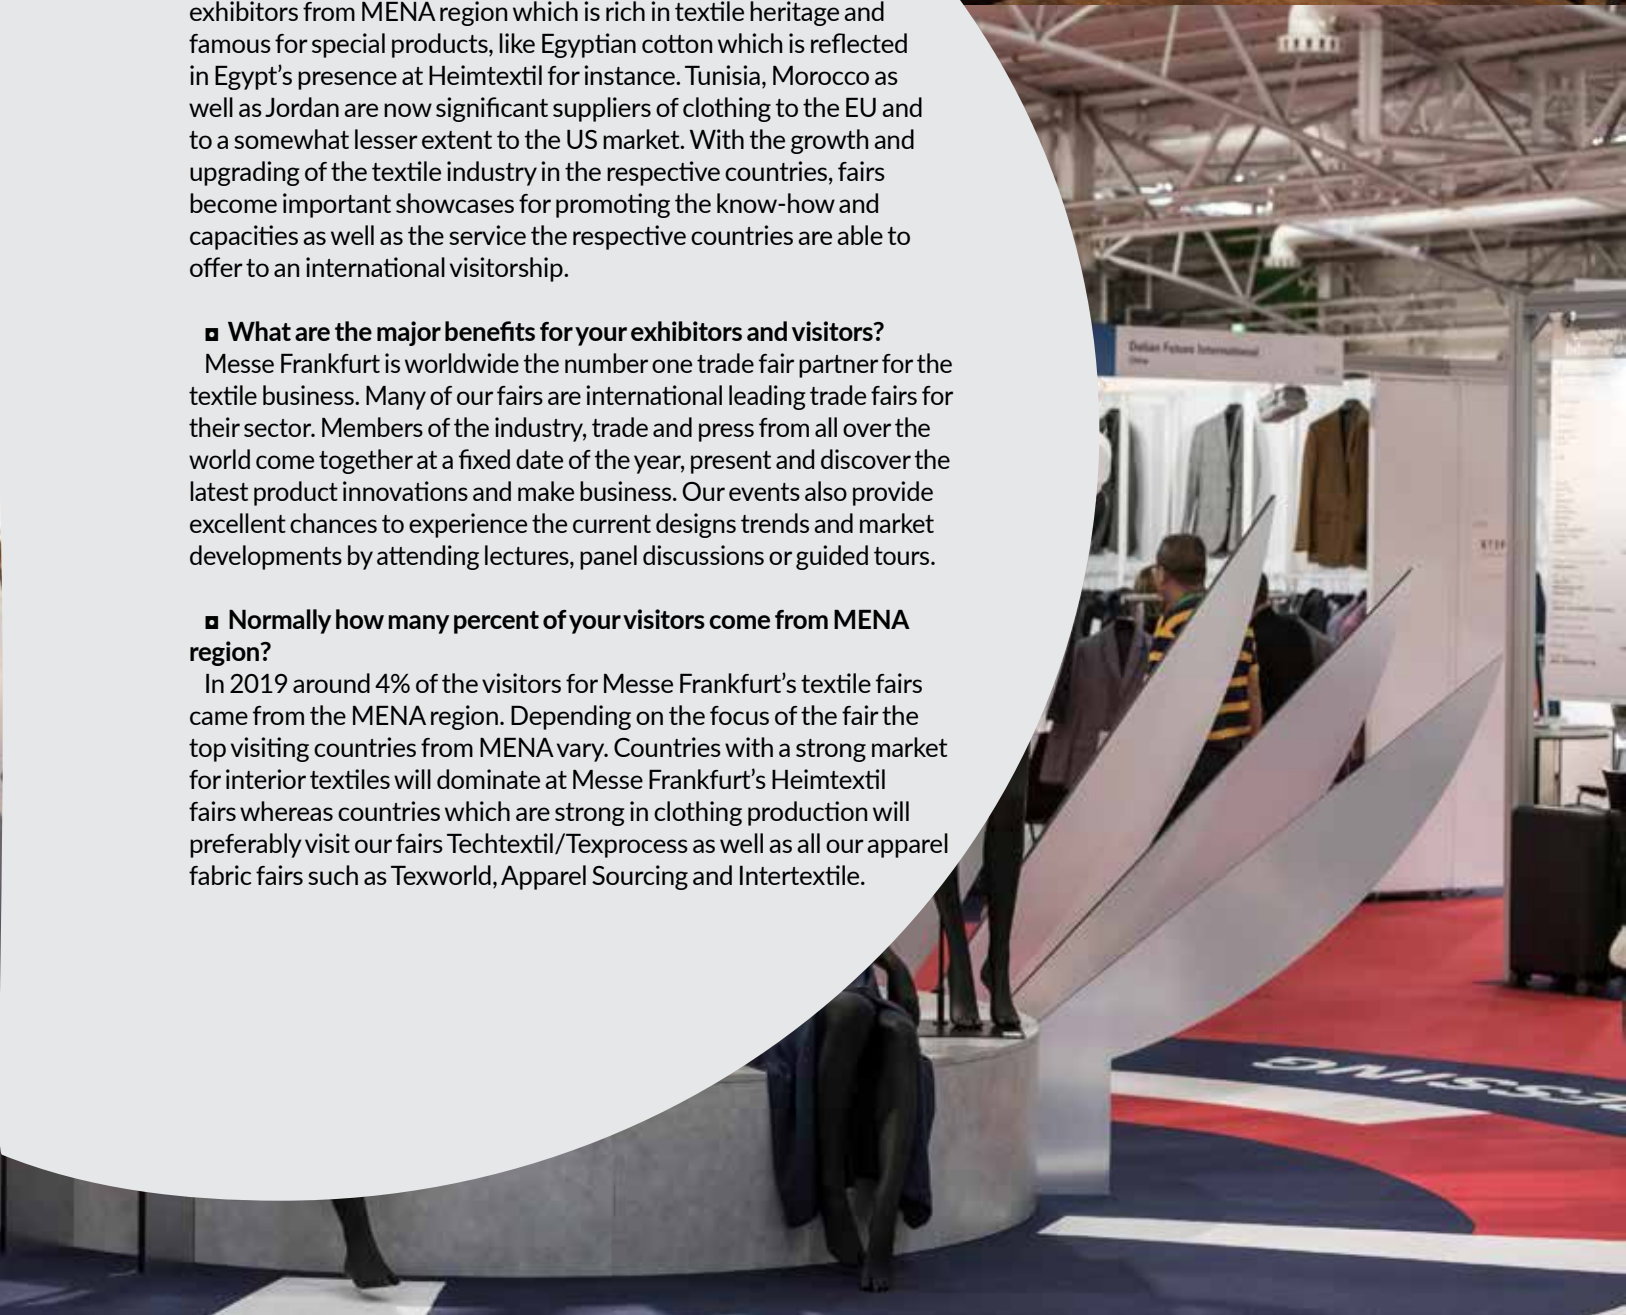 exhibitors from MENA region which is rich in textile heritage and
famous for special products, like Egyptian cotton which is reflected
in Egypt’s presence at Heimtextil for instance. Tunisia, Morocco as
well as Jordan are now significant suppliers of clothing to the EU and
to a somewhat lesser extent to the US market. With the growth and
upgrading of the textile industry in the respective countries, fairs
become important showcases for promoting the know-how and
capacities as well as the service the respective countries are able to
offer to an international visitorship.
What are the major benefits for your exhibitors and visitors?
Messe Frankfurt is worldwide the number one trade fair partner for the
textile business. Many of our fairs are international leading trade fairs for
their sector. Members of the industry, trade and press from all over the
world come together at a fixed date of the year, present and discover the
latest product innovations and make business. Our events also provide
excellent chances to experience the current designs trends and market
developments by attending lectures, panel discussions or guided tours.
Normally how many percent of your visitors come from MENA
region?
In 2019 around 4% of the visitors for Messe Frankfurt’s textile fairs
came from the MENA region. Depending on the focus of the fair the
top visiting countries from MENA vary. Countries with a strong market
for interior textiles will dominate at Messe Frankfurt’s Heimtextil
fairs whereas countries which are strong in clothing production will
preferably visit our fairs Techtextil/Texprocess as well as all our apparel
fabric fairs such as Texworld, Apparel Sourcing and Intertextile.
Dalian Future International
China
ESSING